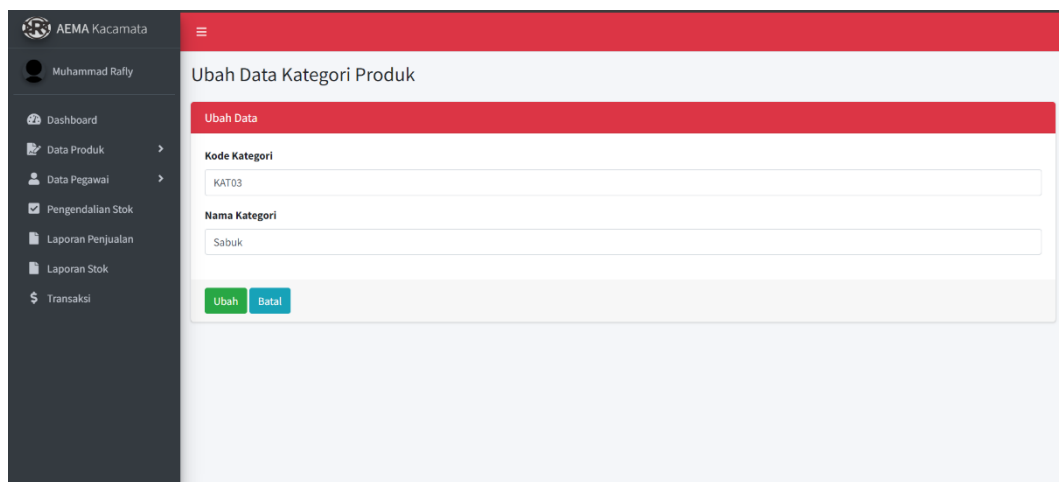 AEMA Kacamata
Muhammad Rafly
Dashboard
Data Produk
Data Pegawai
Pengendalian Stok
Laporan Penjualan
Laporan Stok
Transaksi
Ubah Data Kategori Produk
Ubah Data
Kode Kategori
KAT03
Nama Kategori
Sabuk
Ubah Batal